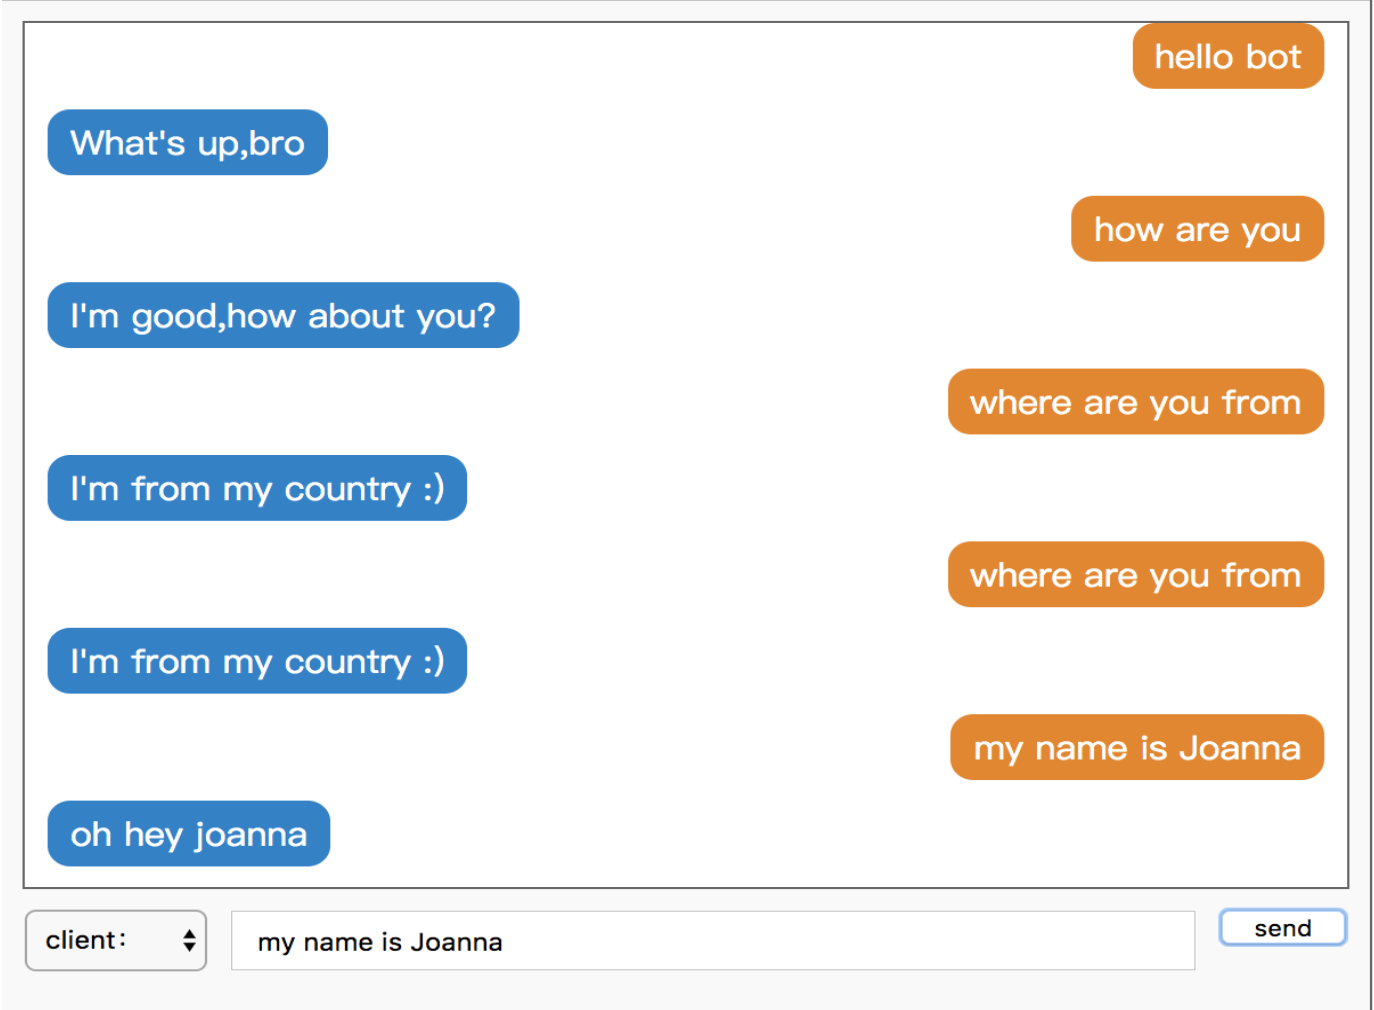 hello bot
What's up,bro
how are you
I'm good,how about you?
where are you from
I'm from my country :)
where are you from
I'm from my country :)
my name is Joanna
oh hey joanna
client:
my name is Joanna
send